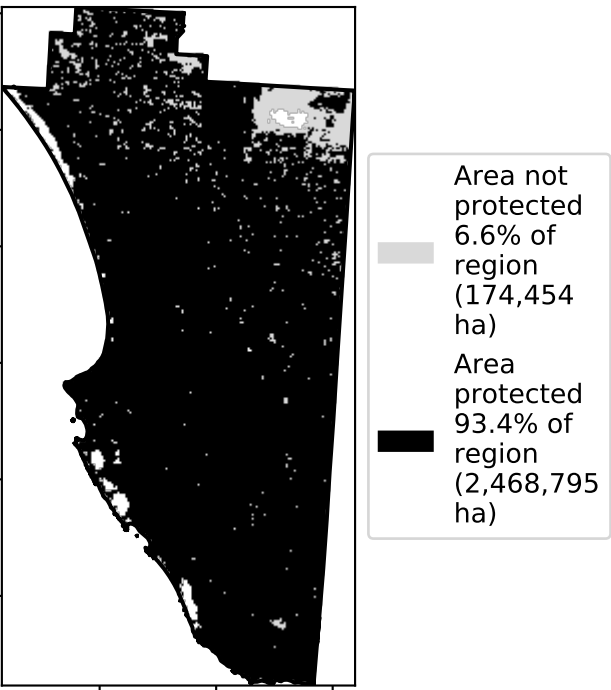 Area not
protected
6.6% of
region
(174,454
ha)
Area
protected
93.4% of
region
(2,468,795
ha)